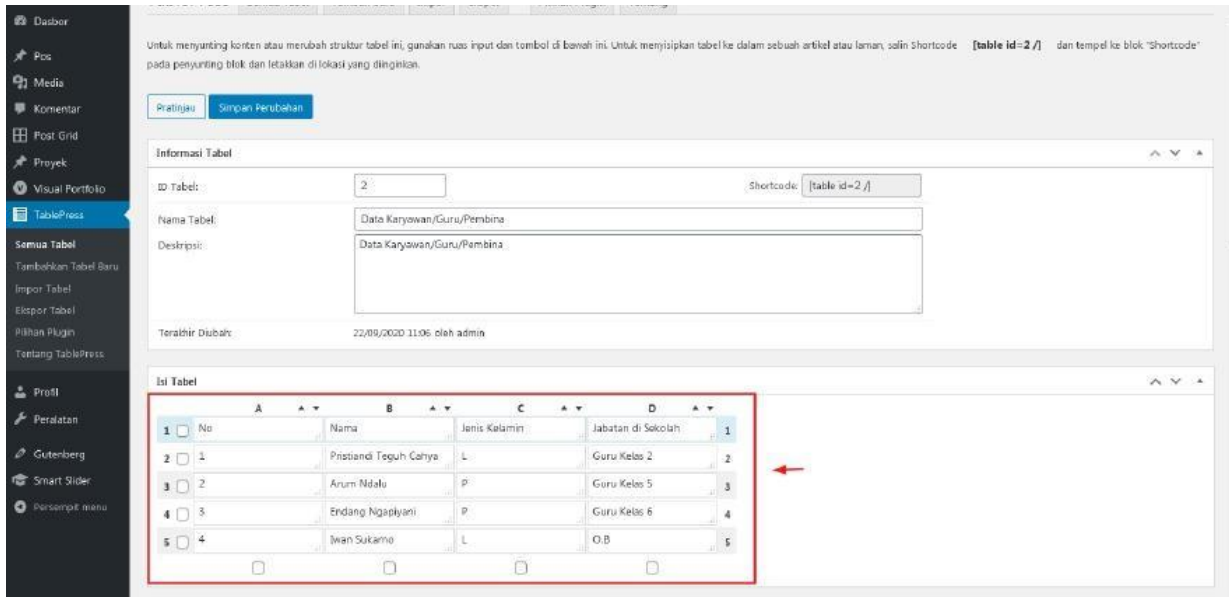 Dasbor
Pos
Media
Komentar
Post Grid
Proyek
Visual Portfolio
TablePress
Semua Tabel
Tambahkan Tabel Baru
Impor Tabel
Ekspor Tabel
Pilihan Plugin
Tentang TablePress
Profil
Peralatan
Gutenberg
Smart Slider
Persempit menu
Untuk menyunting konten atau merubah struktur tabel ini, gunakan ruas input dan tombol di bawah ini. Untuk menyisipkan tabel ke dalam sebuah artikel atau laman, salin Shortcode [table id=2 /] dan tempel ke blok "Shortcode"
pada penyunting blok dan letakkan di lokasi yang diinginkan.
Pratinjau Simpan Perubahan
Informasi Tabel
ID Tabel: 2 Shortcode: [table id=2 /]
Nama Tabel: Data Karyawan/Guru/Pembina
Deskripsi: Data Karyawan/Guru/Pembina
Terakhir Diubah: 22/09/2020 11:06 oleh admin
Isi Tabel
A B C D
1 No Nama Jenis Kelamin Jabatan di Sekolah 1
2 1 Pristiandi Teguh Cahya L Guru Kelas 2 2
3 2 Arum Ndalu P Guru Kelas 5 3
4 3 Endang Ngapiyani P Guru Kelas 6 4
5 4 Iwan Sukarno L O.B 5